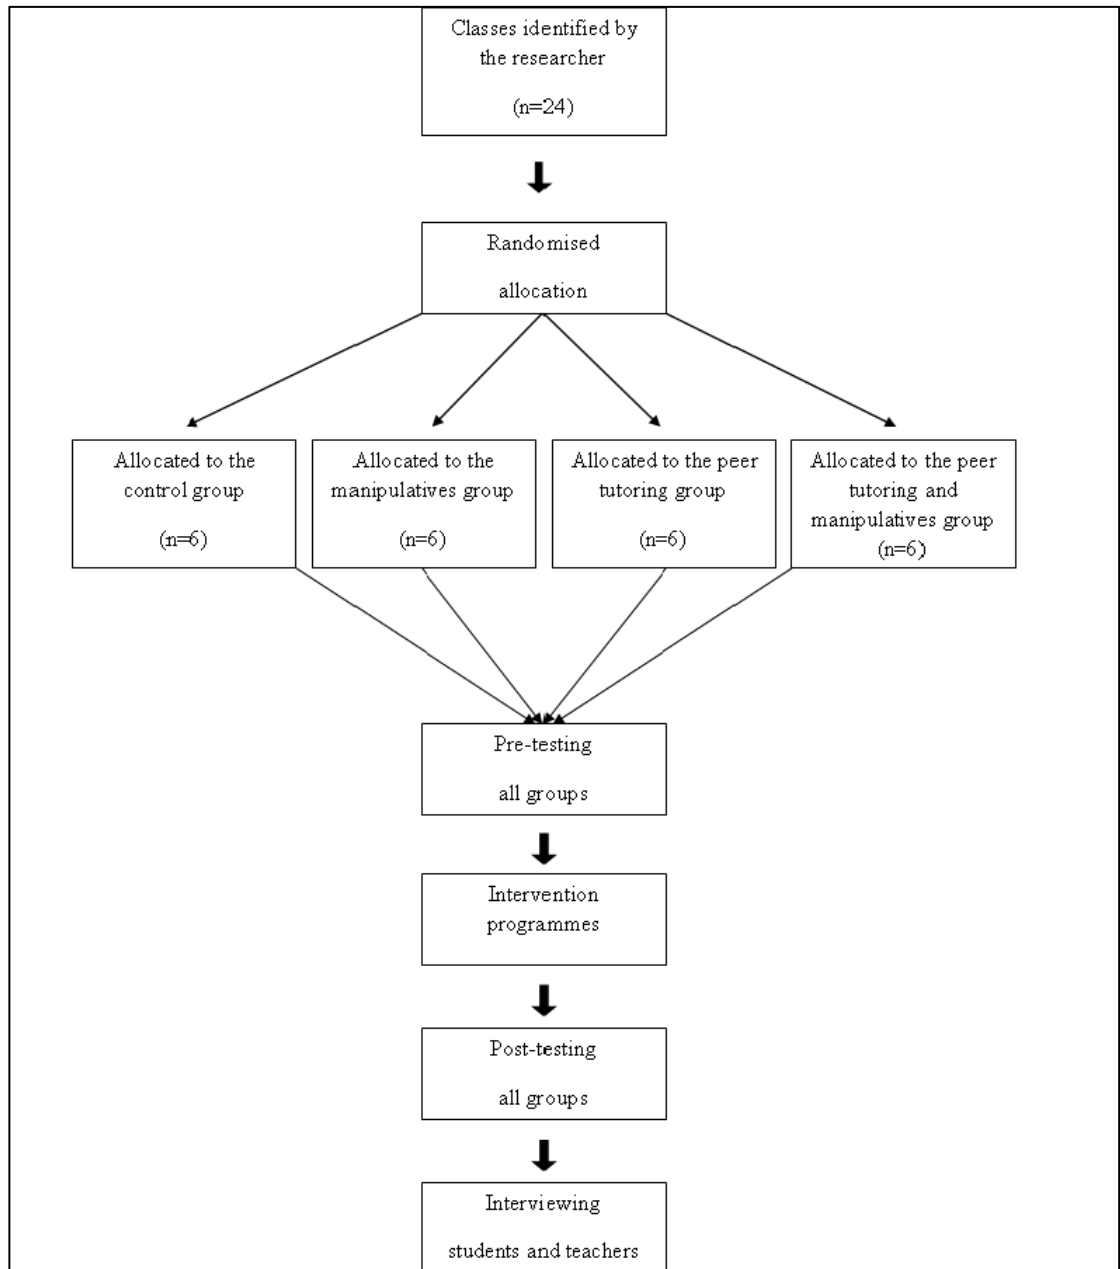 Classes identified by
the researcher
(n=24)
Randomised
allocation
Allocated to the
control group
(n=6)
Allocated to the
manipulatives group
(n=6)
Allocated to the peer
tutoring group
(n=6)
Allocated to the peer
tutoring and
manipulatives group
(n=6)
Pre-testing
all groups
Intervention
programmes
Post-testing
all groups
Interviewing
students and teachers